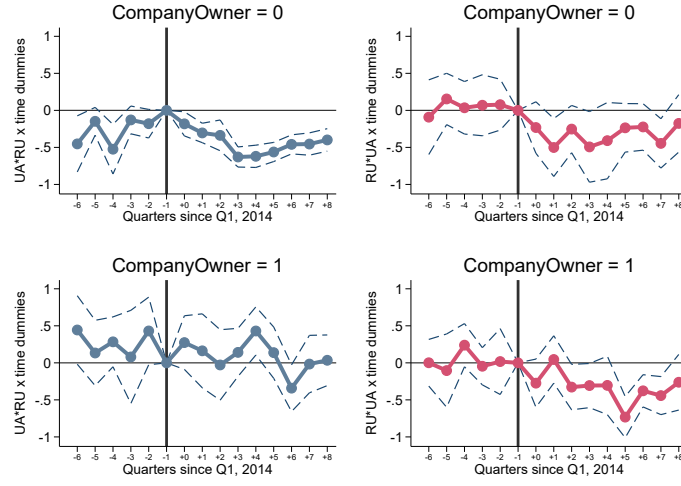 CompanyOwner = 0
UA*RU x time dummies
1
.5
0
-.5
-1
-6 -5 -4 -3 -2 -1 +0 +1 +2 +3 +4 +5 +6 +7 +8
Quarters since Q1, 2014
CompanyOwner = 0
RU*UA x time dummies
1
.5
0
-.5
-1
-6 -5 -4 -3 -2 -1 +0 +1 +2 +3 +4 +5 +6 +7 +8
Quarters since Q1, 2014
CompanyOwner = 1
UA*RU x time dummies
1
.5
0
-.5
-1
-6 -5 -4 -3 -2 -1 +0 +1 +2 +3 +4 +5 +6 +7 +8
Quarters since Q1, 2014
CompanyOwner = 1
RU*UA x time dummies
1
.5
0
-.5
-1
-6 -5 -4 -3 -2 -1 +0 +1 +2 +3 +4 +5 +6 +7 +8
Quarters since Q1, 2014